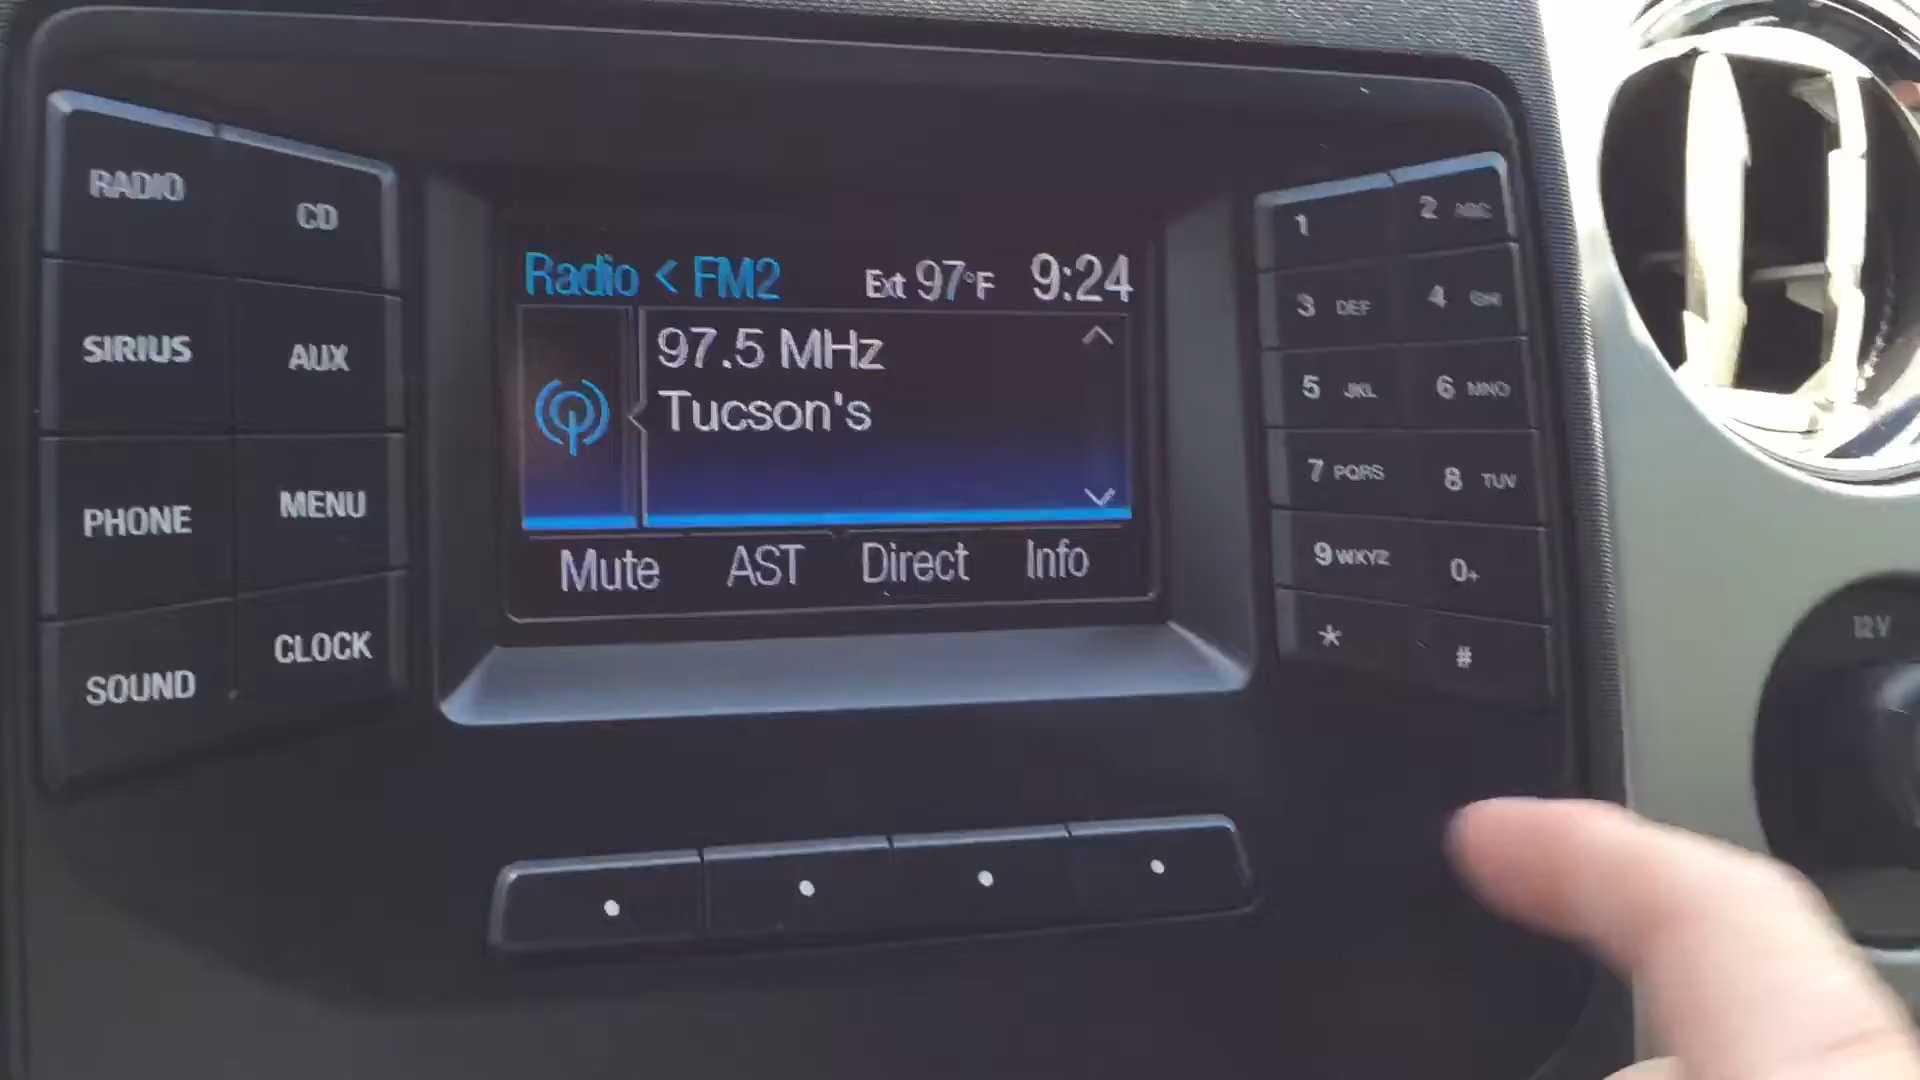 RADIO
CD
SIRIUS
AUX
PHONE
MENU
SOUND
CLOCK
Radio < FM2 Ext 97°F 9:24
97.5 MHz
Tucson's
Mute AST Direct Info
1
2 ABC
3 DEF
4 GHI
5 JKL
6 MNO
7 PQRS
8 TUV
9 WXYZ
0+
*
#
12V